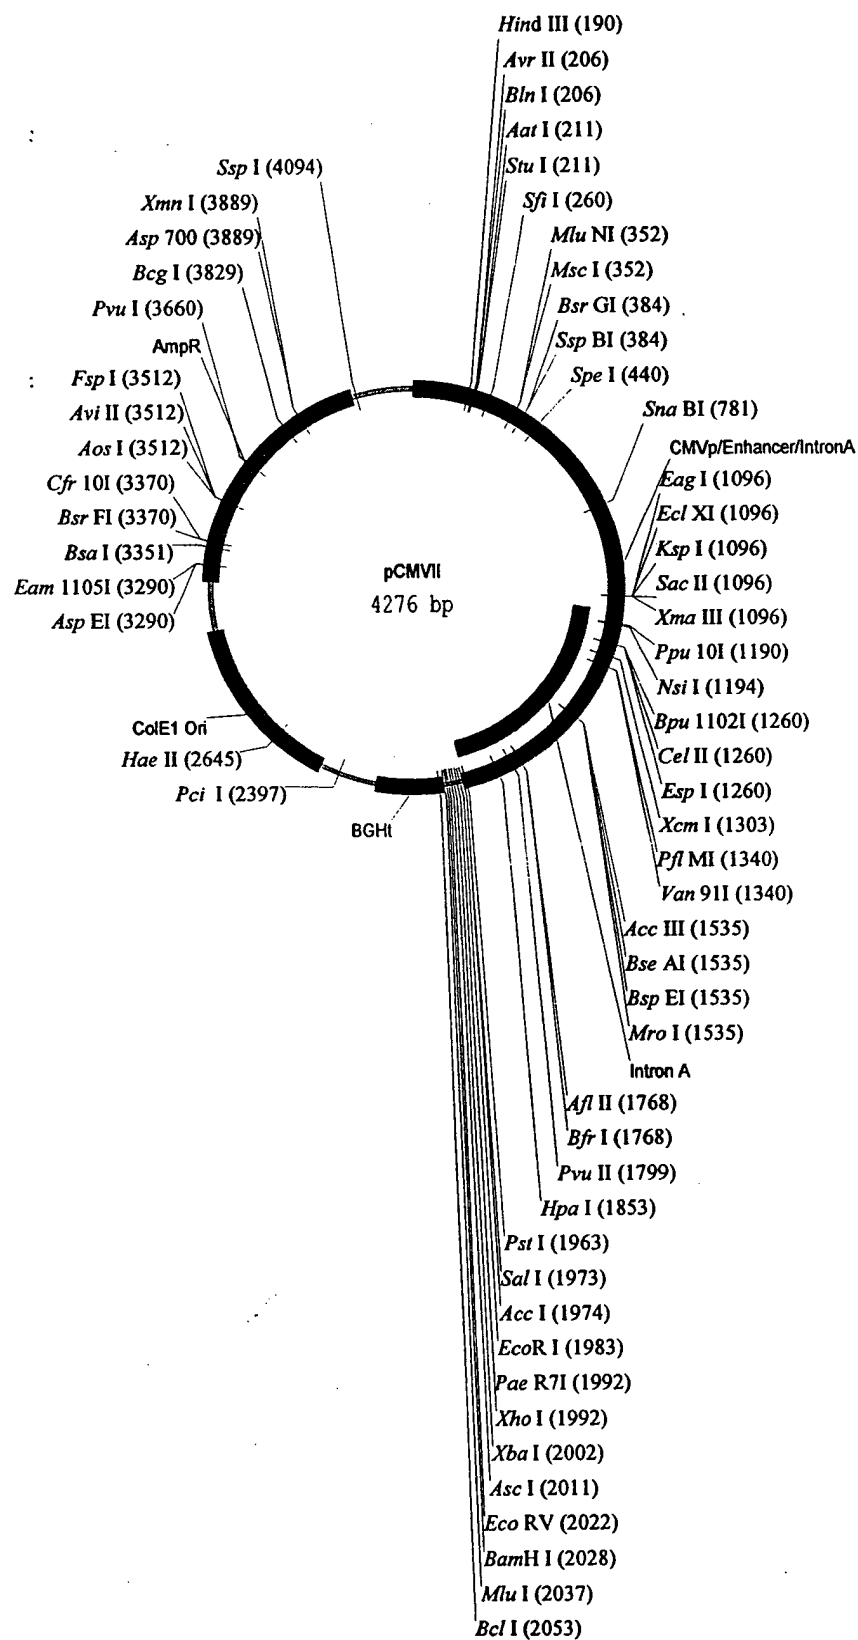 Hind III (190)
Avr II (206)
Bln I (206)
Aat I (211)
Stu I (211)
Sfi I (260)
Mlu NI (352)
Msc I (352)
Bsr GI (384)
Ssp BI (384)
Spe I (440)
Sna BI (781)
CMVp/Enhancer/IntronA
Eag I (1096)
Ecl XI (1096)
Ksp I (1096)
Sac II (1096)
Xma III (1096)
Ppu 10I (1190)
Nsi I (1194)
Bpu 1102I (1260)
Cel II (1260)
Esp I (1260)
Xcm I (1303)
Pfl MI (1340)
Van 91I (1340)
Acc III (1535)
Bse AI (1535)
Bsp EI (1535)
Mro I (1535)
Intron A
Afl II (1768)
Bfr I (1768)
Pvu II (1799)
Hpa I (1853)
Pst I (1963)
Sal I (1973)
Acc I (1974)
EcoR I (1983)
Pae R7I (1992)
Xho I (1992)
Xba I (2002)
Asc I (2011)
Eco RV (2022)
BamH I (2028)
Mlu I (2037)
Bcl I (2053)
BGHt
Pci I (2397)
Hae II (2645)
ColE1 Ori
Asp EI (3290)
Eam 1105I (3290)
Bsa I (3351)
Bsr FI (3370)
Cfr 10I (3370)
Aos I (3512)
Avi II (3512)
Fsp I (3512)
AmpR
Pvu I (3660)
Bcg I (3829)
Asp 700 (3889)
Xmn I (3889)
Ssp I (4094)
pCMVII
4276 bp